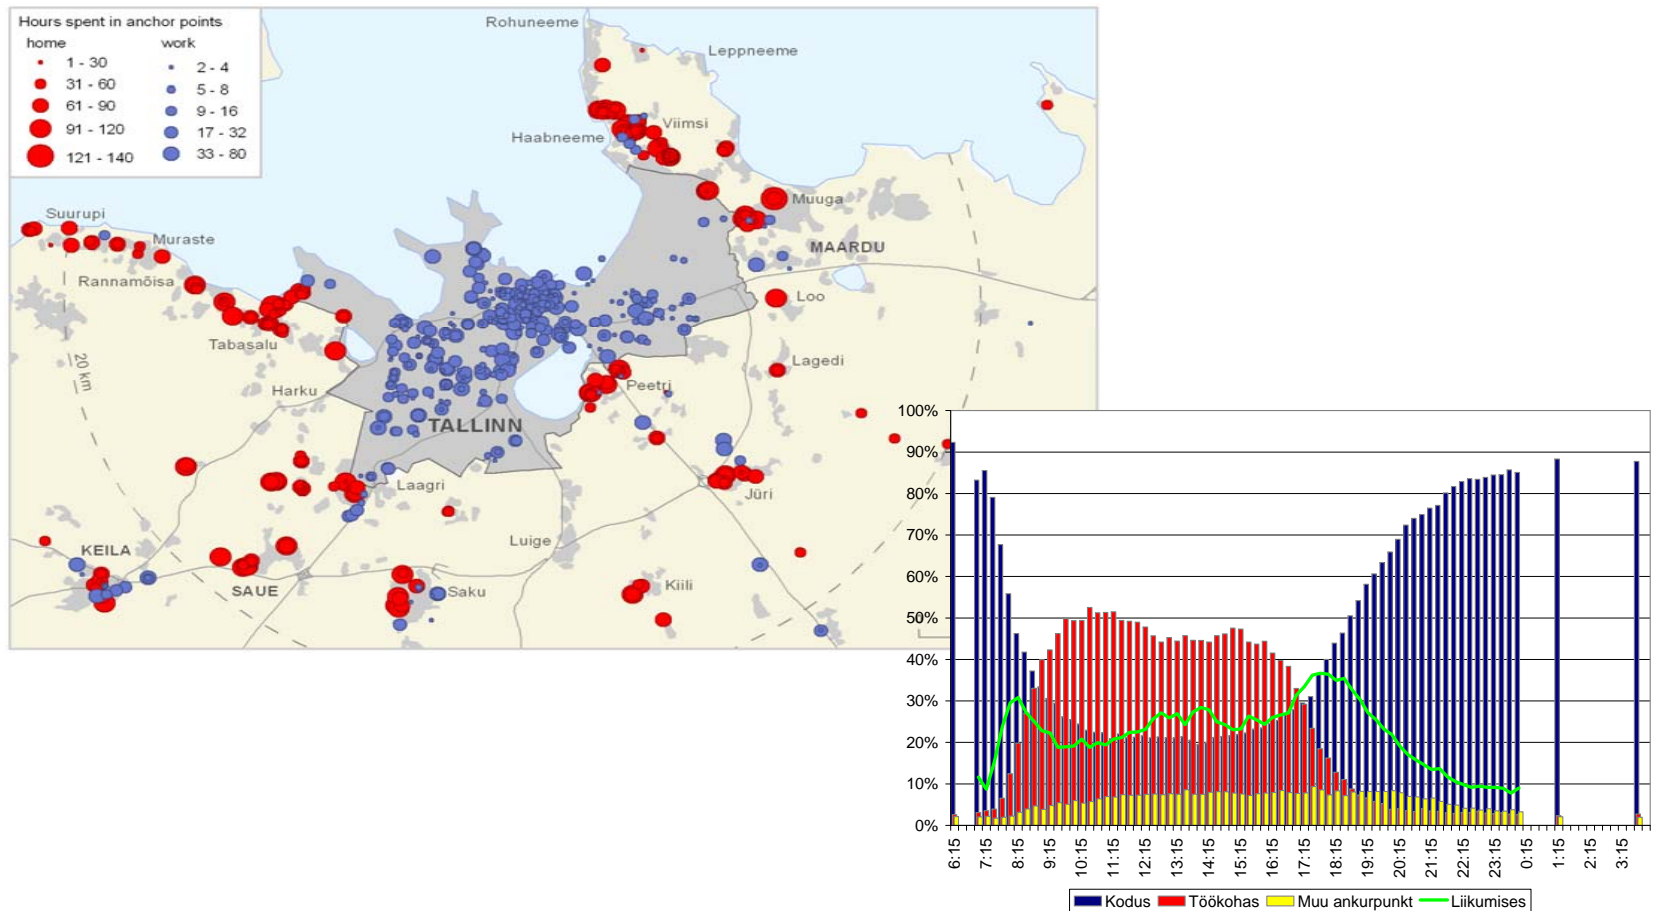 Hours spent in anchor points
home work
1 - 30 2 - 4
31 - 60 5 - 8
61 - 90 9 - 16
91 - 120 17 - 32
121 - 140 33 - 80
Rohuneeme
Leppneeme
Haabneeme
Viimsi
Muuga
MAARDU
Suurupi
Muraste
Rannamõisa
Tabasalu
Harku
20 km
Loo
Lagedi
Peetri
TALLINN
Jüri
Laagri
Luige
KEILA
SAUE
Saku
Kiili
100%
90%
80%
70%
60%
50%
40%
30%
20%
10%
0%
6:15 7:15 8:15 9:15 10:15 11:15 12:15 13:15 14:15 15:15 16:15 17:15 18:15 19:15 20:15 21:15 22:15 23:15 0:15 1:15 2:15 3:15
Kodus Töökohas Muu ankurpunkt Liikumises